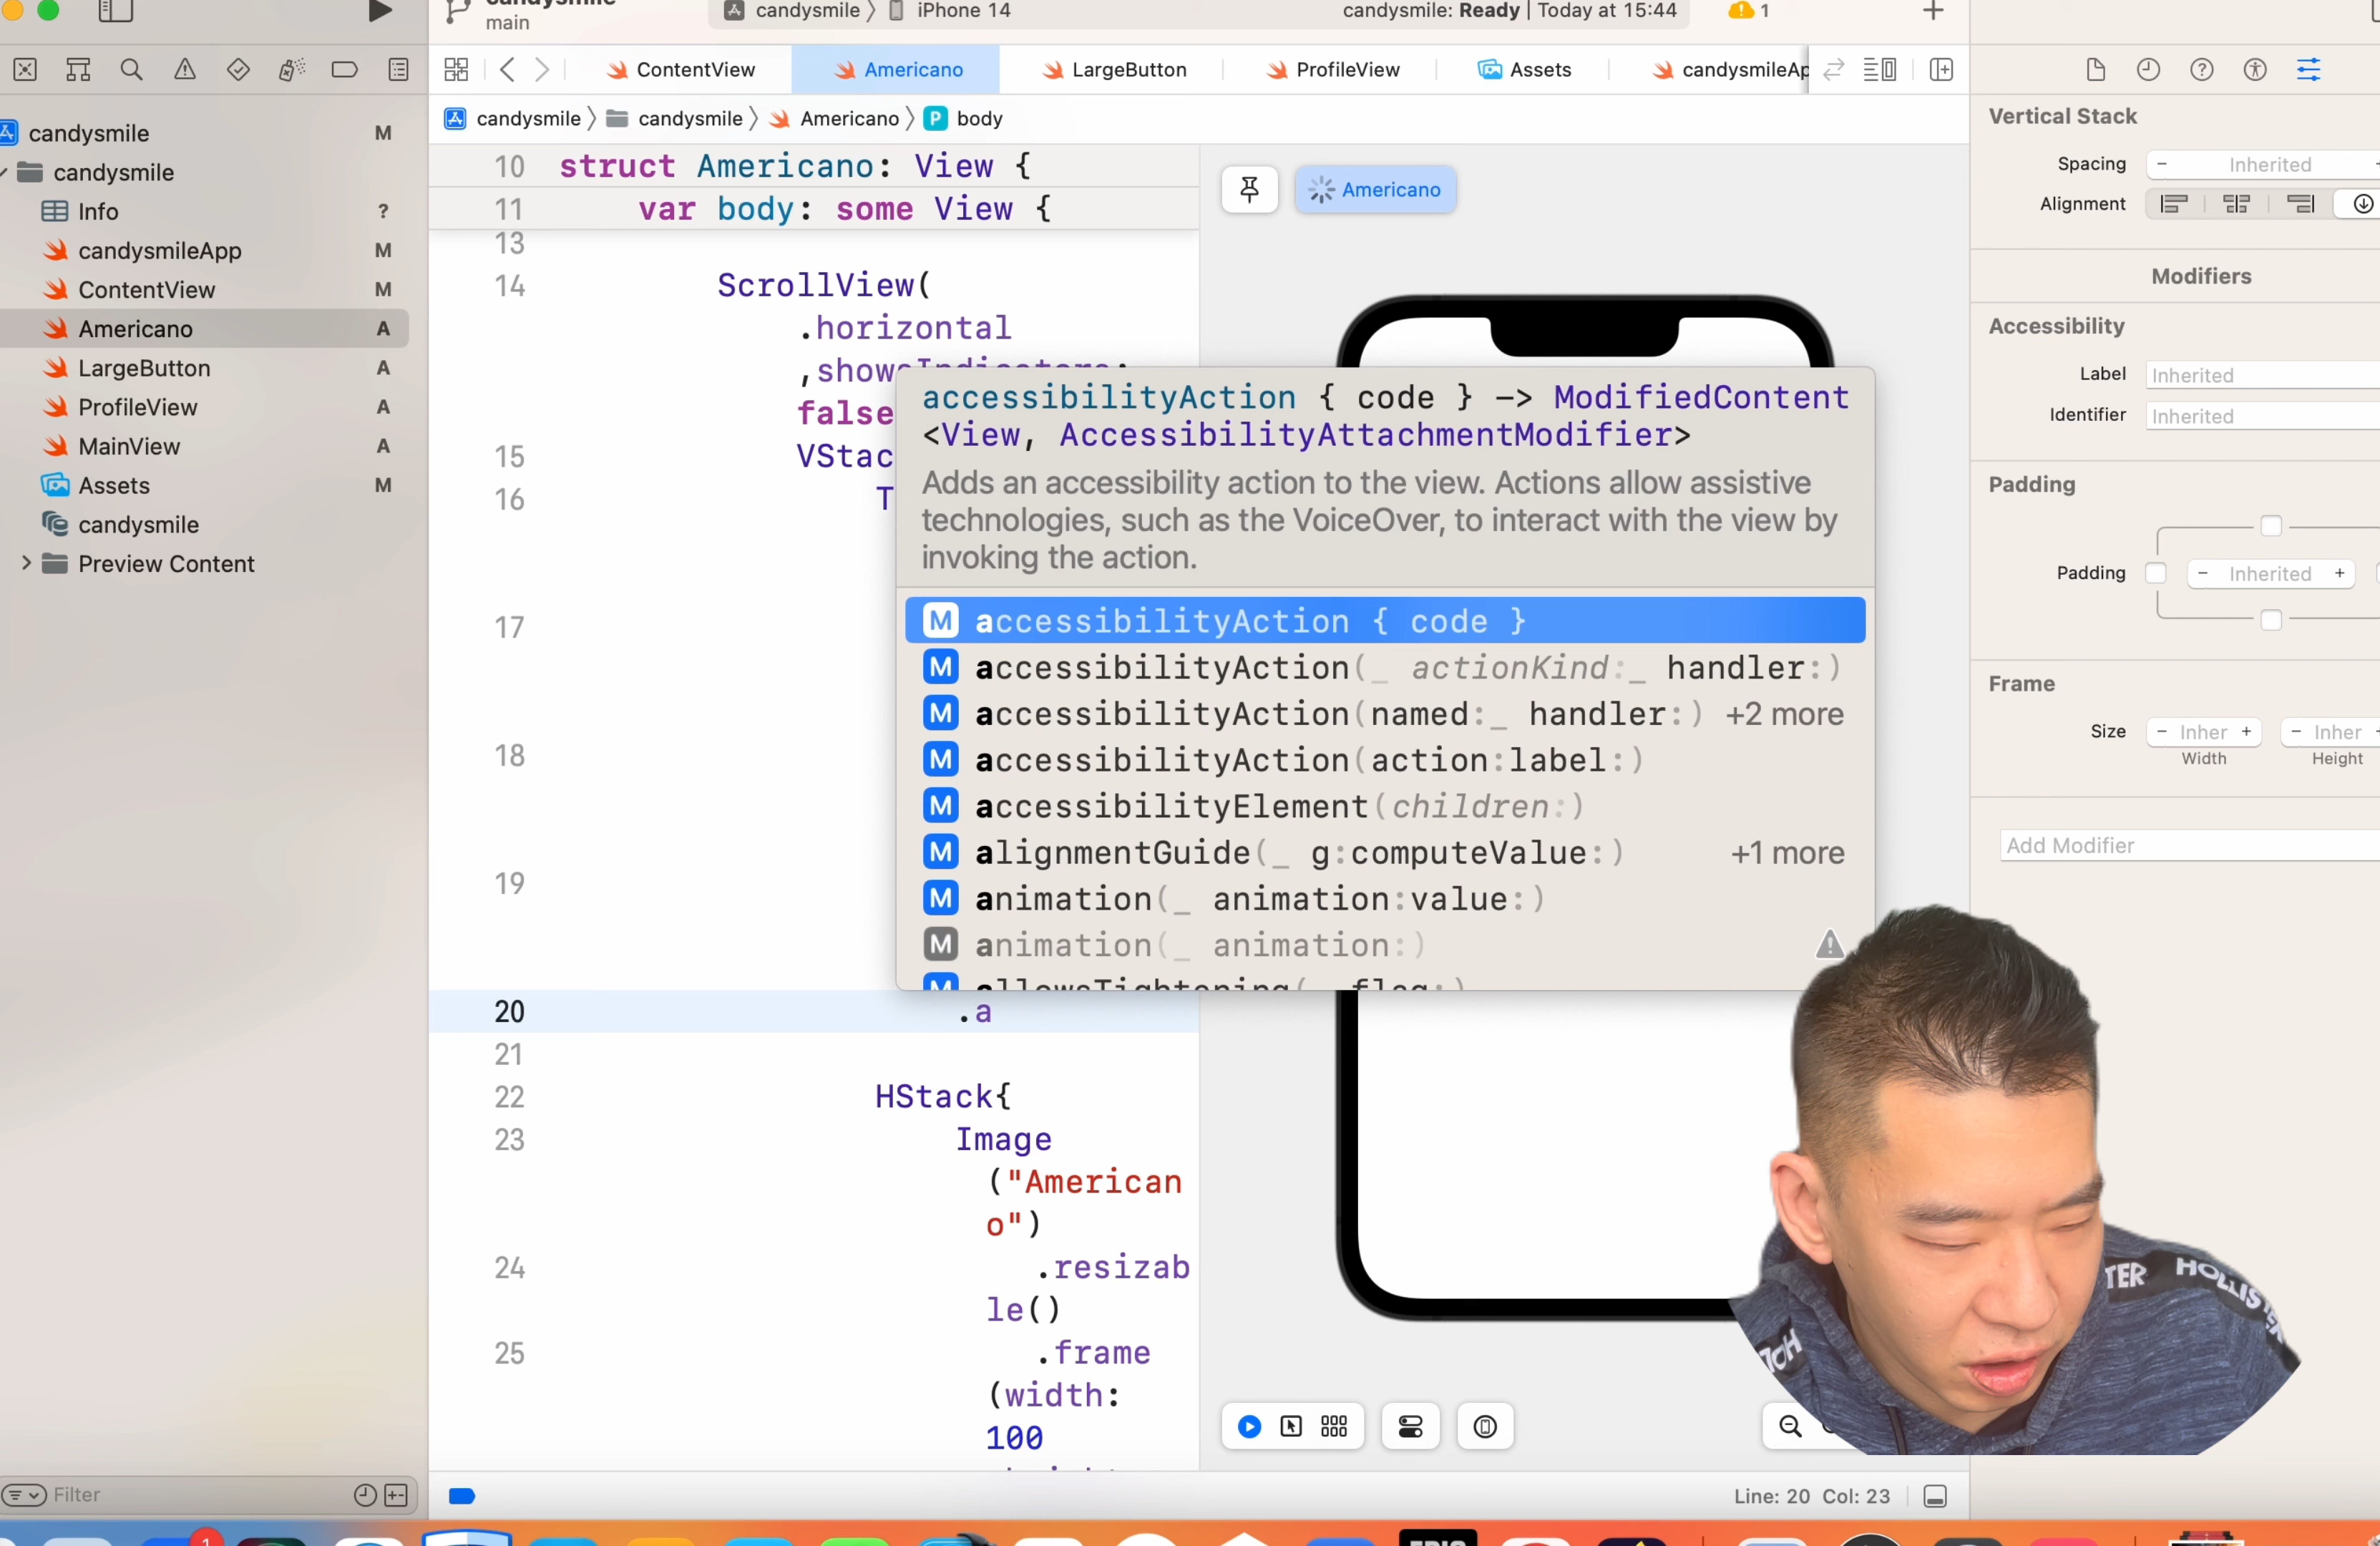 main
candysmile
iPhone 14
candysmile: Ready | Today at 15:44
1
ContentView
Americano
LargeButton
ProfileView
Assets
candysmileAp
candysmile
candysmile
Americano
P
body
candysmile M
candysmile
Info ?
candysmileApp M
ContentView M
Americano A
LargeButton A
ProfileView A
MainView A
Assets M
candysmile
Preview Content
Filter
10 struct Americano: View {
11 var body: some View {
13
14 ScrollView(
.horizontal
false
15 VStac
16 T
17
18
19
20 .a
21
22 HStack{
23 Image
("American
o")
24 .resizab
le()
25 .frame
(width:
100
Americano
accessibilityAction { code } -> ModifiedContent
<View, AccessibilityAttachmentModifier>
Adds an accessibility action to the view. Actions allow assistive
technologies, such as the VoiceOver, to interact with the view by
invoking the action.
M accessibilityAction { code }
M accessibilityAction(_ actionKind:_ handler:)
M accessibilityAction(named:_ handler:) +2 more
M accessibilityAction(action:label:)
M accessibilityElement(children:)
M alignmentGuide(_ g:computeValue:) +1 more
M animation(_ animation:value:)
M animation(_ animation:)
Line: 20 Col: 23
Vertical Stack
Spacing - Inherited
Alignment
Modifiers
Accessibility
Label Inherited
Identifier Inherited
Padding
Padding - Inherited +
Frame
Size - Inher + - Inher
Width Height
Add Modifier
TER HOLLISTER
1